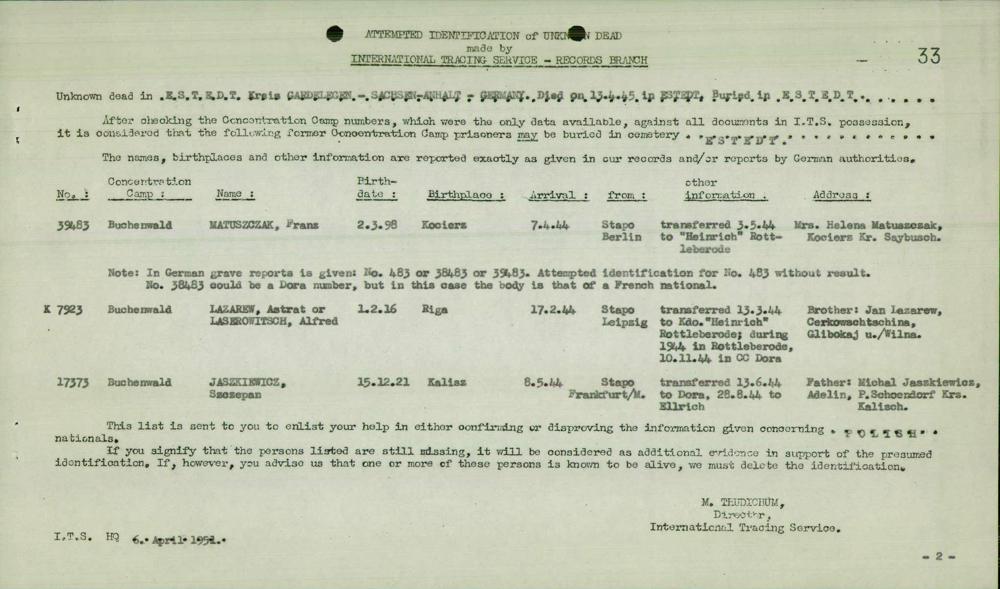 ATTEMPTED IDENTIFICATION of UNKNOWN DEAD
made by
INTERNATIONAL TRACING SERVICE - RECORDS BRANCH
33
Unknown dead in .E.S.T.E.D.T. Kreis GARDELEGEN - SACHSEN-ANHALT - GERMANY. Died on 13.4.45 in ESTEDT, Buried in .E.S.T.E.D.T. . . . . . .
After checking the Concentration Camp numbers, which were the only data available, against all documents in I.T.S. possession,
it is considered that the following former Concentration Camp prisoners may be buried in cemetery . .E'S'T'E'D'T. . . . . . . . . . . . .
The names, birthplaces and other information are reported exactly as given in our records and/or reports by German authorities.
No. : Concentration Camp : Name : Birth-date : Birthplace : Arrival : from : other information . Address :
39483 Buchenwald MATUSZCZAK, Franz 2.3.98 Kocierz 7.4.44 Stapo transferred 3.5.44 Mrs. Helena Matuszczak,
Berlin to "Heinrich" Rott- Kocierz Kr. Saybusch.
leberode
Note: In German grave reports is given: No. 483 or 38483 or 39483. Attempted identification for No. 483 without result.
No. 38483 could be a Dora number, but in this case the body is that of a French national.
K 7923 Buchenwald LAZAREW, Astrat or 1.2.16 Riga 17.2.44 Stapo transferred 13.3.44 Brother: Jan Lazarew,
LASEROWITSCH, Alfred Leipzig to Kdo."Heinrich" Cerkowschtschina,
Rottleberode; during Glibokaj u./Wilna.
1944 in Rottleberode,
10.11.44 in CC Dora
17373 Buchenwald JASZKIEWICZ, 15.12.21 Kalisz 8.5.44 Stapo transferred 13.6.44 Father: Michal Jaszkiewicz,
Szczepan Frankfurt/M. to Dora, 28.8.44 to Adelin, P.Schoendorf Krs.
Ellrich Kalisch.
This list is sent to you to enlist your help in either confirming or disproving the information given concerning . POLISH . .
nationals.
If you signify that the persons listed are still missing, it will be considered as additional evidence in support of the presumed
identification. If, however, you advise us that one or more of these persons is known to be alive, we must delete the identification.
M. THUDICHUM,
Director,
International Tracing Service.
I.T.S. HQ 6. April 1951.
- 2 -